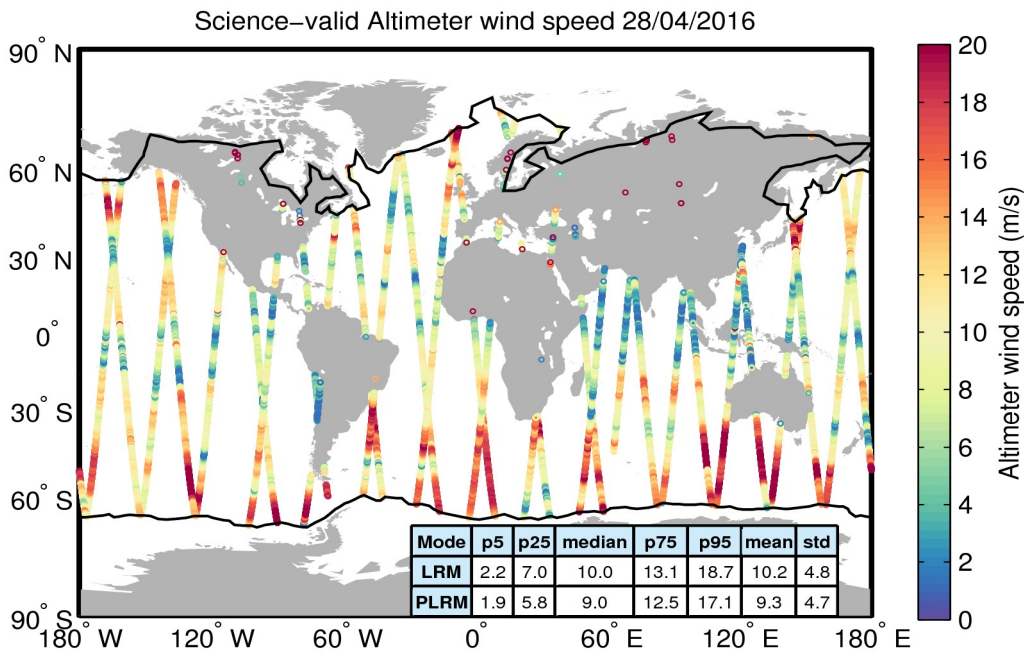 Science−valid Altimeter wind speed 28/04/2016
90° N
60° N
30° N
0°
30° S
60° S
90° S
180° W
120° W
60° W
0°
60° E
120° E
180° E
Mode p5 p25 median p75 p95 mean std
LRM 2.2 7.0 10.0 13.1 18.7 10.2 4.8
PLRM 1.9 5.8 9.0 12.5 17.1 9.3 4.7
20
18
16
14
12
10
8
6
4
2
0
Altimeter wind speed (m/s)